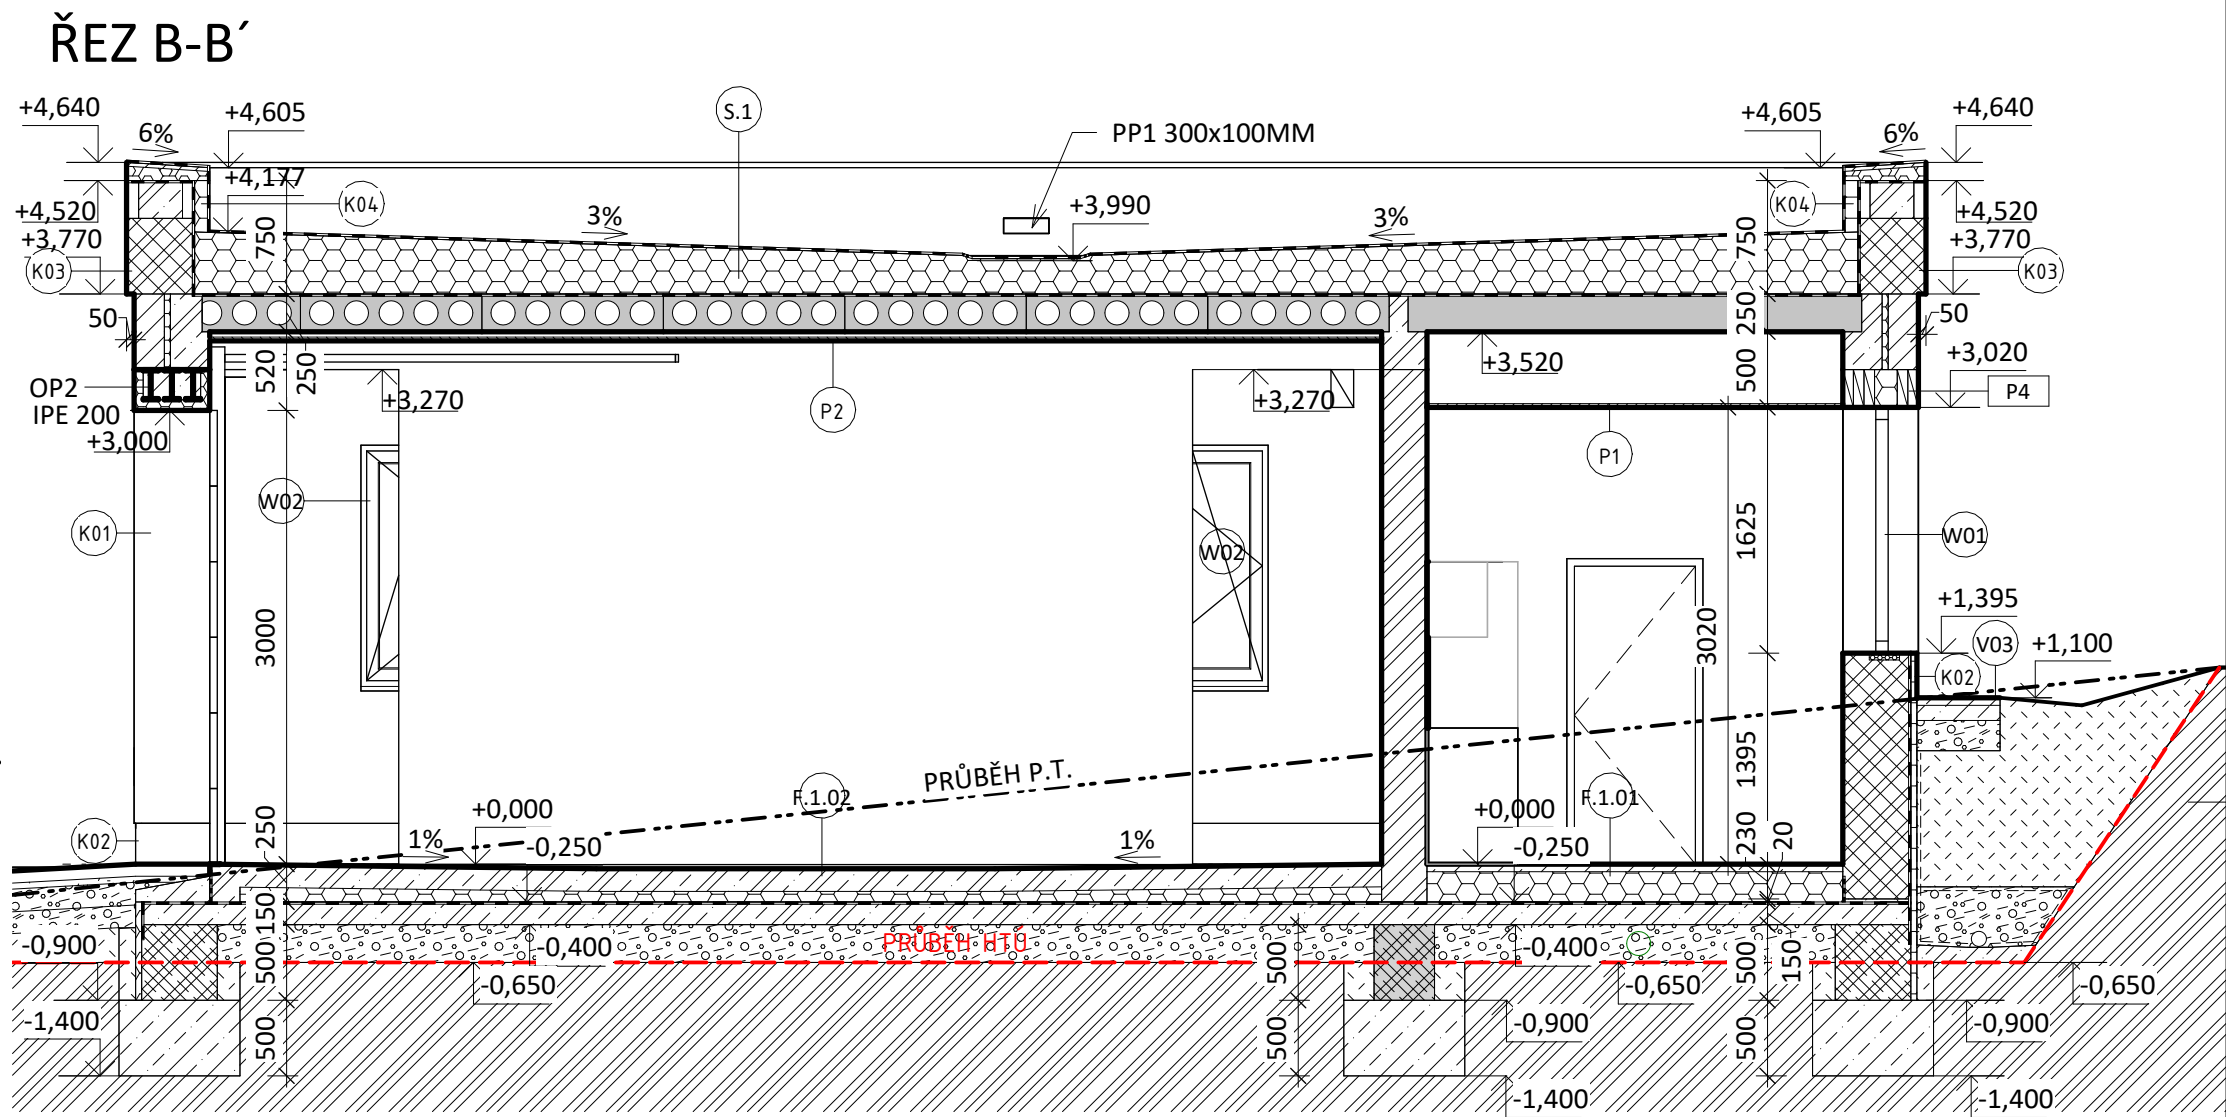 ŘEZ B-B´
+4,640
+4,605
S.1
PP1 300x100MM
+4,605
+4,640
6%
6%
+4,177
K04
K04
+4,520
+3,990
+4,520
3%
3%
+3,770
750
750
+3,770
K03
K03
50
250
50
520
250
500
+3,520
+3,020
OP2
IPE 200
+3,270
P2
+3,270
P4
+3,000
P1
W02
K01
W02
1625
W01
3000
3020
+1,395
V03
+1,100
K02
PRŮBĚH P.T.
1395
F.1.02
F.1.01
+0,000
+0,000
K02
250
1%
-0,250
1%
-0,250
230
20
150
-0,900
500
-0,400
PRŮBĚH HTÚ
500
-0,400
500
150
-0,650
-0,650
-0,650
-1,400
500
500
-0,900
500
-0,900
-1,400
-1,400